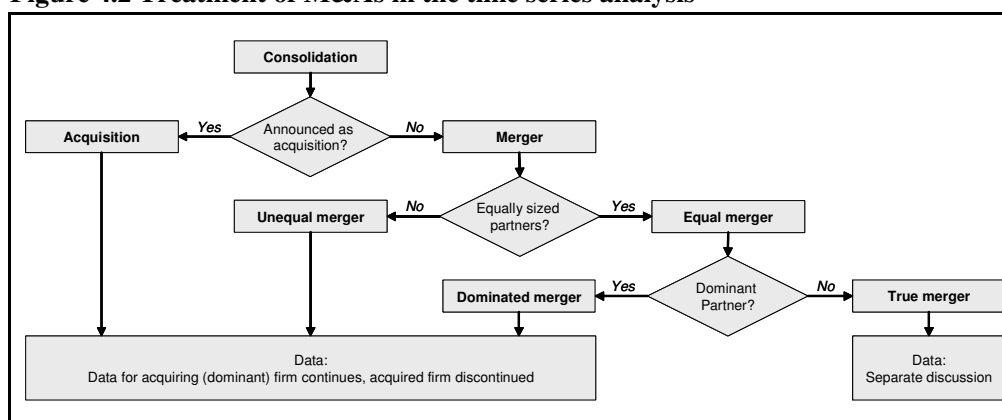 Figure 4.2 Treatment of M&As in the time series analysis
Consolidation
Announced as
acquisition?
Yes
No
Acquisition
Merger
Equally sized
partners?
No
Yes
Unequal merger
Equal merger
Dominant
Partner?
Yes
No
Dominated merger
True merger
Data:
Data for acquiring (dominant) firm continues, acquired firm discontinued
Data:
Separate discussion